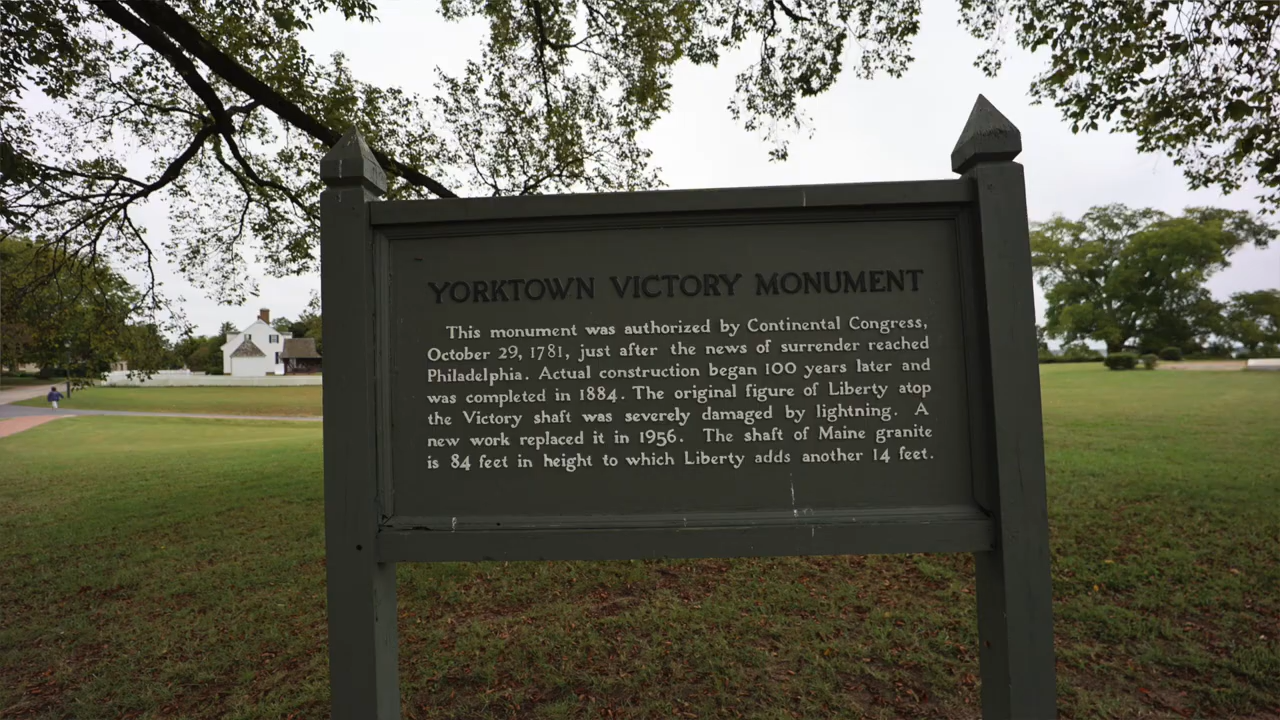 YORKTOWN VICTORY MONUMENT
This monument was authorized by Continental Congress,
October 29, 1781, just after the news of surrender reached
Philadelphia. Actual construction began 100 years later and
was completed in 1884. The original figure of Liberty atop
the Victory shaft was severely damaged by lightning. A
new work replaced it in 1956. The shaft of Maine granite
is 84 feet in height to which Liberty adds another 14 feet.